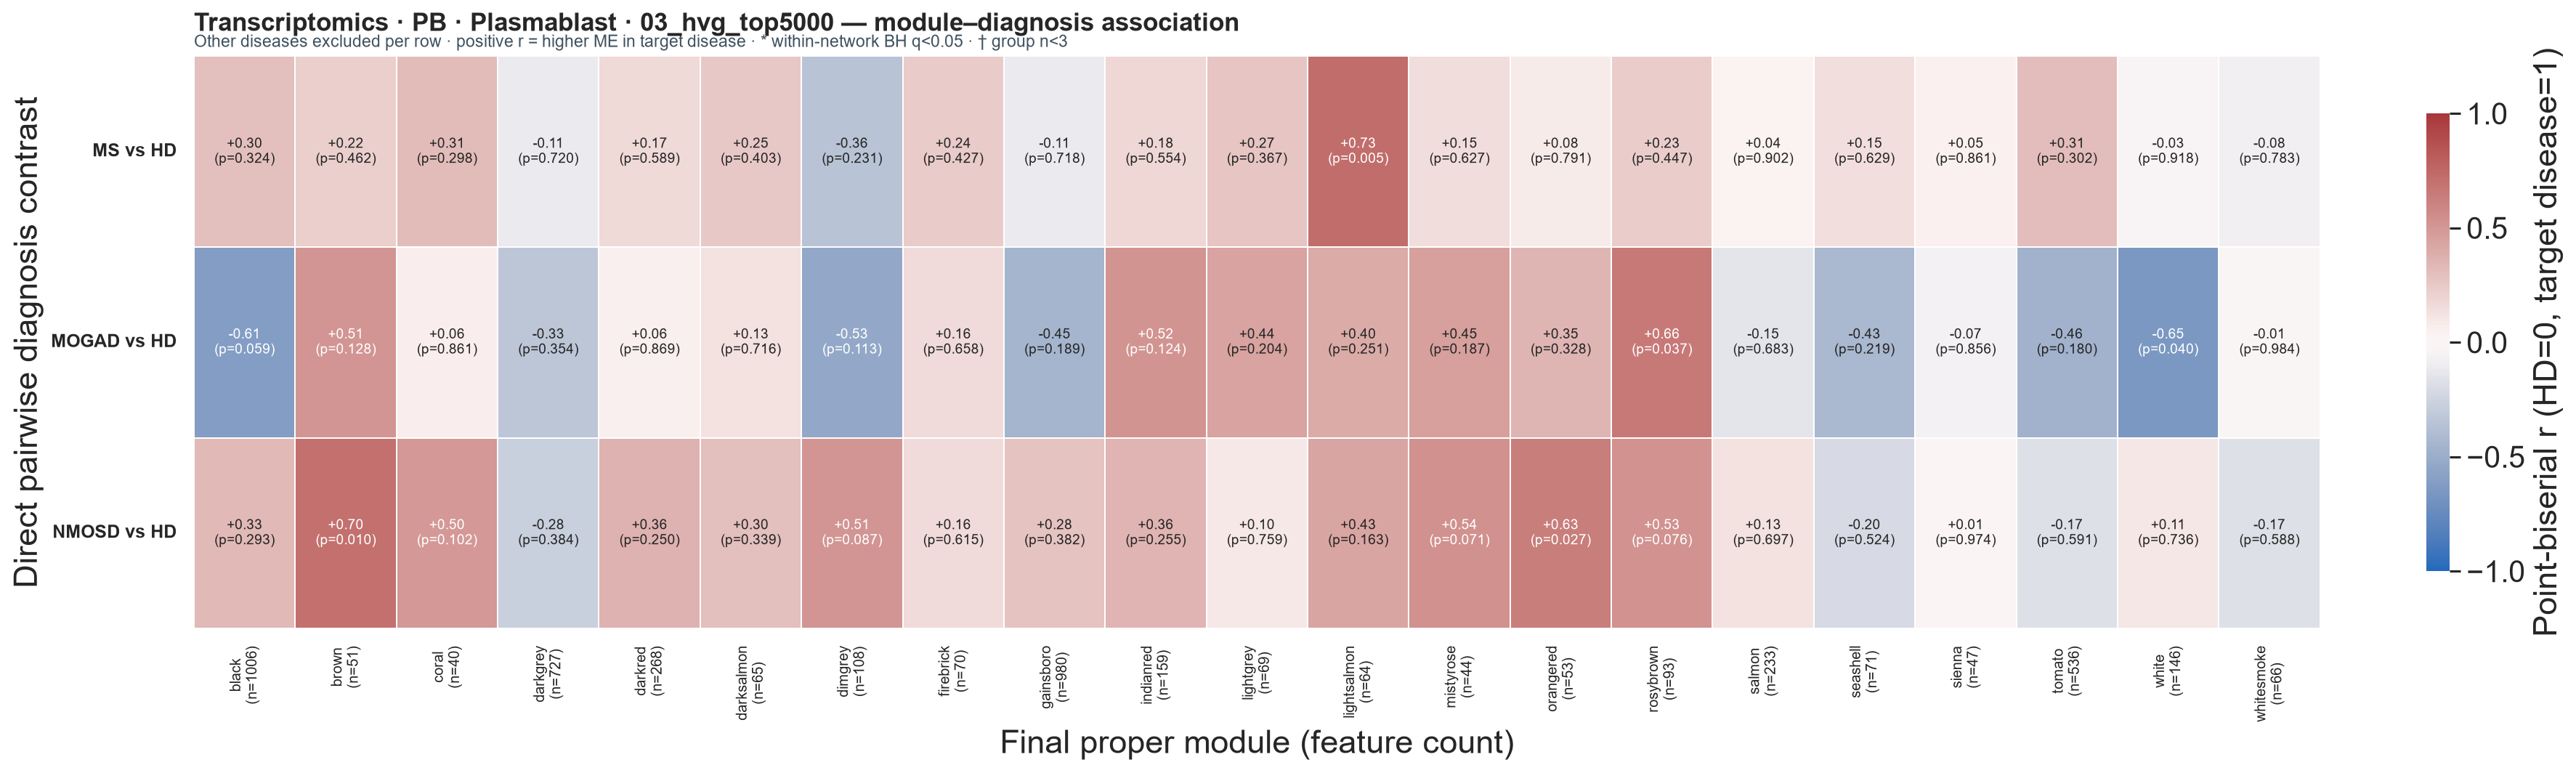 Transcriptomics · PB · Plasmablast · 03_hvg_top5000 — module–diagnosis association
Other diseases excluded per row · positive r = higher ME in target disease · * within-network BH q<0.05 · † group n<3
Direct pairwise diagnosis contrast
MS vs HD
+0.30 +0.22 +0.31 -0.11 +0.17 +0.25 -0.36 +0.24 -0.11 +0.18 +0.27 +0.73 +0.15 +0.08 +0.23 +0.04 +0.15 +0.05 +0.31 -0.03 -0.08
(p=0.324) (p=0.462) (p=0.298) (p=0.720) (p=0.589) (p=0.403) (p=0.231) (p=0.427) (p=0.718) (p=0.554) (p=0.367) (p=0.005) (p=0.627) (p=0.791) (p=0.447) (p=0.902) (p=0.629) (p=0.861) (p=0.302) (p=0.918) (p=0.783)
MOGAD vs HD
-0.61 +0.51 +0.06 -0.33 +0.06 +0.13 -0.53 +0.16 -0.45 +0.52 +0.44 +0.40 +0.45 +0.35 +0.66 -0.15 -0.43 -0.07 -0.46 -0.65 -0.01
(p=0.059) (p=0.128) (p=0.861) (p=0.354) (p=0.869) (p=0.716) (p=0.113) (p=0.658) (p=0.189) (p=0.124) (p=0.204) (p=0.251) (p=0.187) (p=0.328) (p=0.037) (p=0.683) (p=0.219) (p=0.856) (p=0.180) (p=0.040) (p=0.984)
NMOSD vs HD
+0.33 +0.70 +0.50 -0.28 +0.36 +0.30 +0.51 +0.16 +0.28 +0.36 +0.10 +0.43 +0.54 +0.63 +0.53 +0.13 -0.20 +0.01 -0.17 +0.11 -0.17
(p=0.293) (p=0.010) (p=0.102) (p=0.384) (p=0.250) (p=0.339) (p=0.087) (p=0.615) (p=0.382) (p=0.255) (p=0.759) (p=0.163) (p=0.071) (p=0.027) (p=0.076) (p=0.697) (p=0.524) (p=0.974) (p=0.591) (p=0.736) (p=0.588)
black
(n=1006)
brown
(n=51)
coral
(n=40)
darkgrey
(n=727)
darkred
(n=268)
darksalmon
(n=65)
dimgrey
(n=108)
firebrick
(n=70)
gainsboro
(n=980)
indianred
(n=159)
lightgrey
(n=69)
lightsalmon
(n=64)
mistyrose
(n=44)
orangered
(n=53)
rosybrown
(n=93)
salmon
(n=233)
seashell
(n=71)
sienna
(n=47)
tomato
(n=536)
white
(n=146)
whitesmoke
(n=66)
Final proper module (feature count)
1.0
0.5
0.0
−0.5
−1.0
Point-biserial r (HD=0, target disease=1)